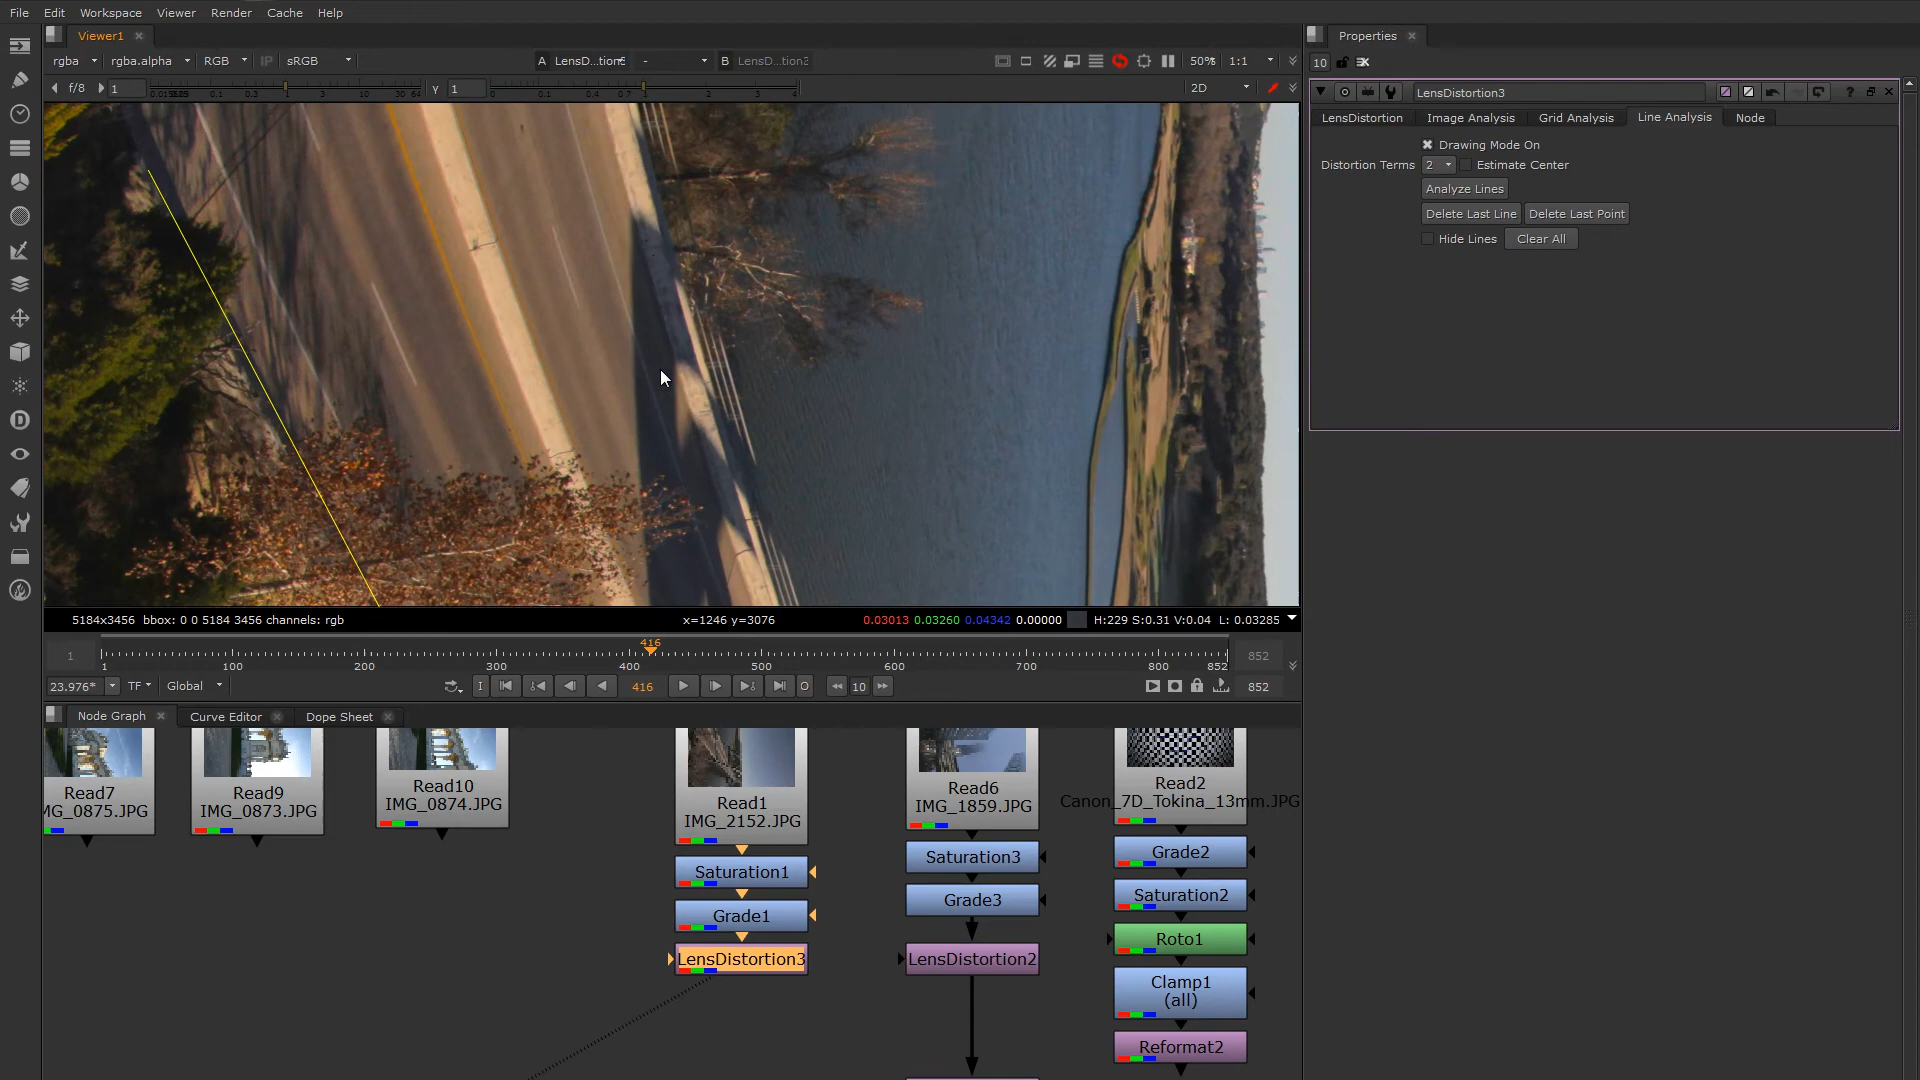 File Edit Workspace Viewer Render Cache Help
Viewer1
Properties
rgba rgba.alpha RGB IP sRGB A LensD...tion3 - B LensD...tion3 50% 1:1
10
f/8 1 γ 1 2D
LensDistortion3
LensDistortion Image Analysis Grid Analysis Line Analysis Node
Drawing Mode On
Distortion Terms 2 Estimate Center
Analyze Lines
Delete Last Line Delete Last Point
Hide Lines Clear All
5184x3456 bbox: 0 0 5184 3456 channels: rgb x=1246 y=3076 0.03013 0.03260 0.04342 0.00000 H:229 S:0.31 V:0.04 L: 0.03285
416
1 858
1 100 200 300 400 500 600 700 800 852
23.976* TF Global I 416 O 10 852
Node Graph Curve Editor Dope Sheet
Read7
MG_0875.JPG
Read9
IMG_0873.JPG
Read10
IMG_0874.JPG
Read1
IMG_2152.JPG
Read6
IMG_1859.JPG
Read2
Canon_7D_Tokina_13mm.JPG
Saturation1
Grade1
LensDistortion3
Saturation3
Grade3
LensDistortion2
Grade2
Saturation2
Roto1
Clamp1
(all)
Reformat2